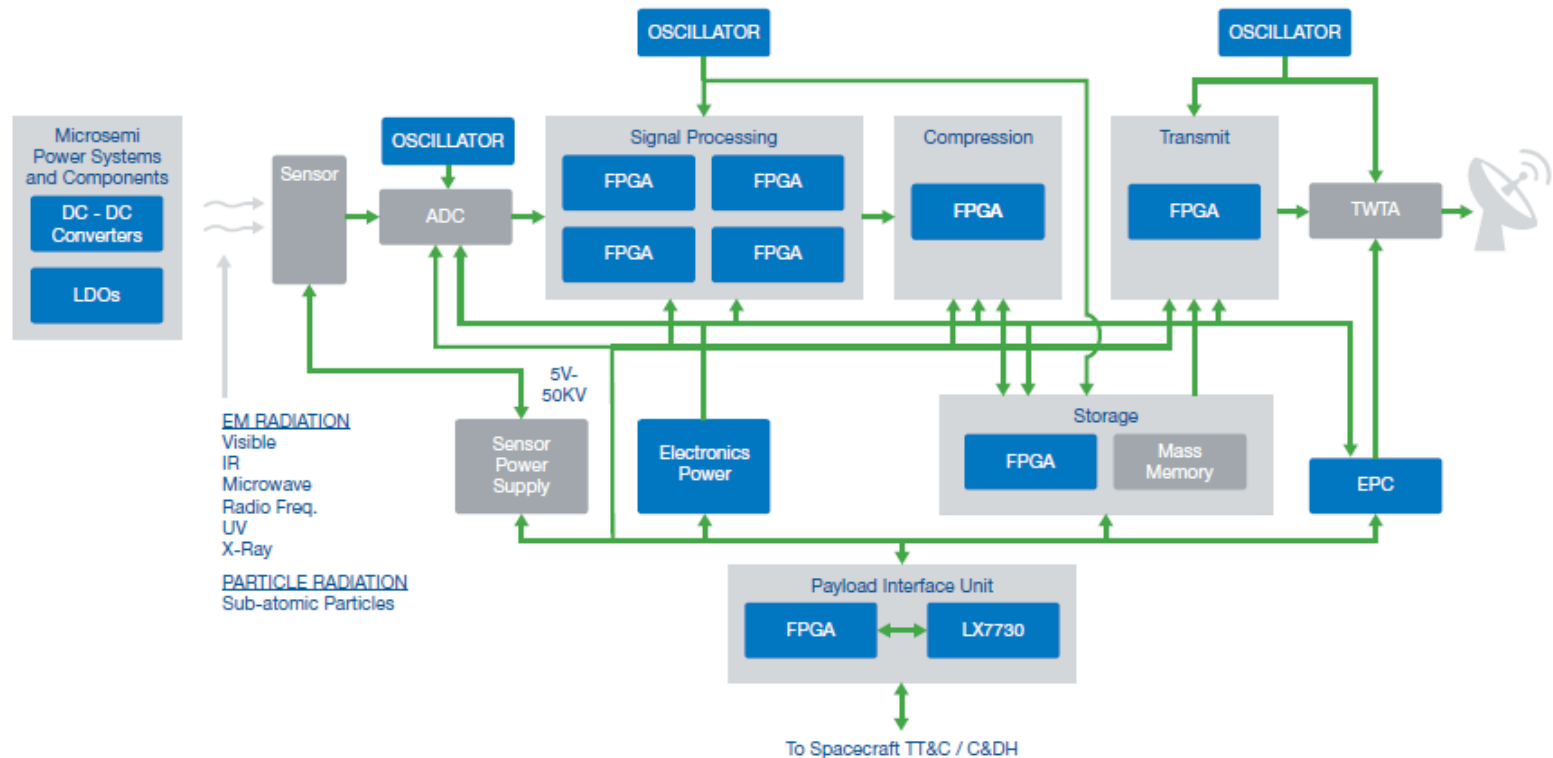 OSCILLATOR
OSCILLATOR
Microsemi
Power Systems
and Components
DC - DC
Converters
LDOs
Sensor
OSCILLATOR
ADC
Signal Processing
FPGA
FPGA
FPGA
FPGA
Compression
FPGA
Transmit
FPGA
TWTA
5V-
50KV
EM RADIATION
Visible
IR
Microwave
Radio Freq.
UV
X-Ray
PARTICLE RADIATION
Sub-atomic Particles
Sensor
Power
Supply
Electronics
Power
Storage
FPGA
Mass
Memory
EPC
Payload Interface Unit
FPGA
LX7730
To Spacecraft TT&C / C&DH